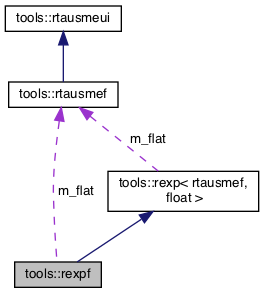 tools::rtausmeui
tools::rtausmef
m_flat
m_flat
tools::rexp< rtausmef,
float >
tools::rexpf